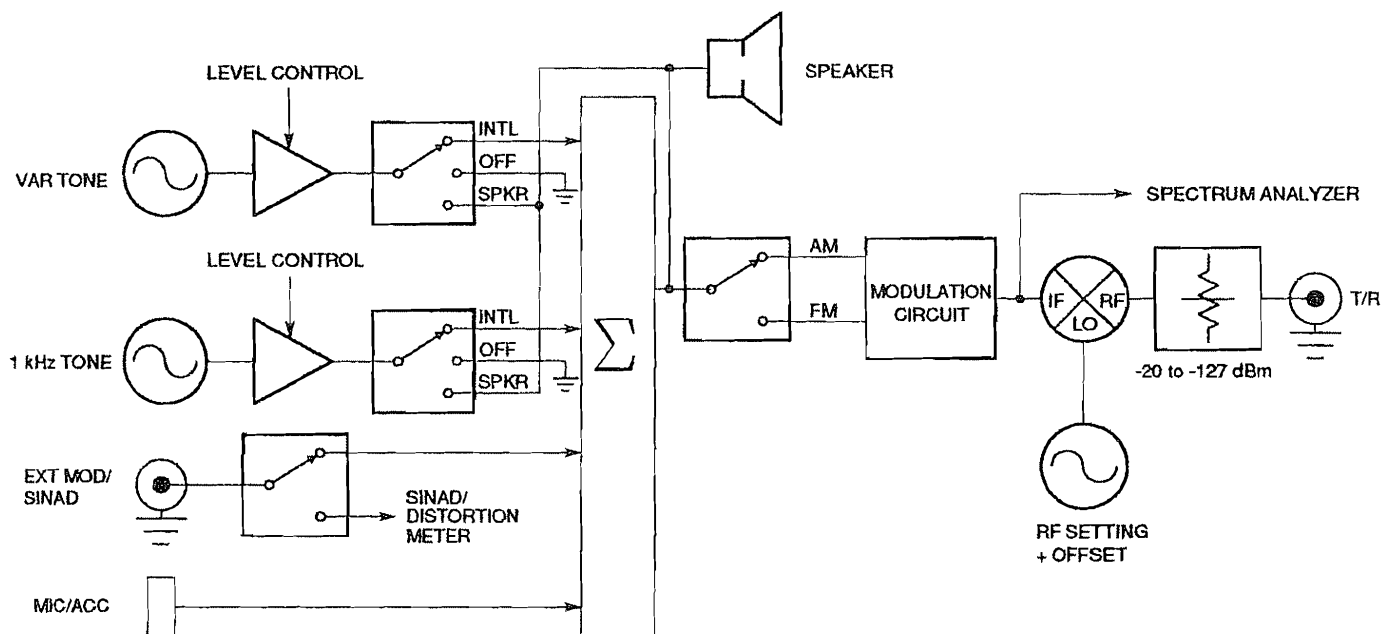 LEVEL CONTROL
SPEAKER
INTL
OFF
SPKR
VAR TONE
SPECTRUM ANALYZER
LEVEL CONTROL
AM
MODULATION
CIRCUIT
FM
IF
RF
LO
T/R
-20 to -127 dBm
INTL
OFF
SPKR
1 kHz TONE
Σ
EXT MOD/
SINAD
SINAD/
DISTORTION
METER
RF SETTING
+ OFFSET
MIC/ACC